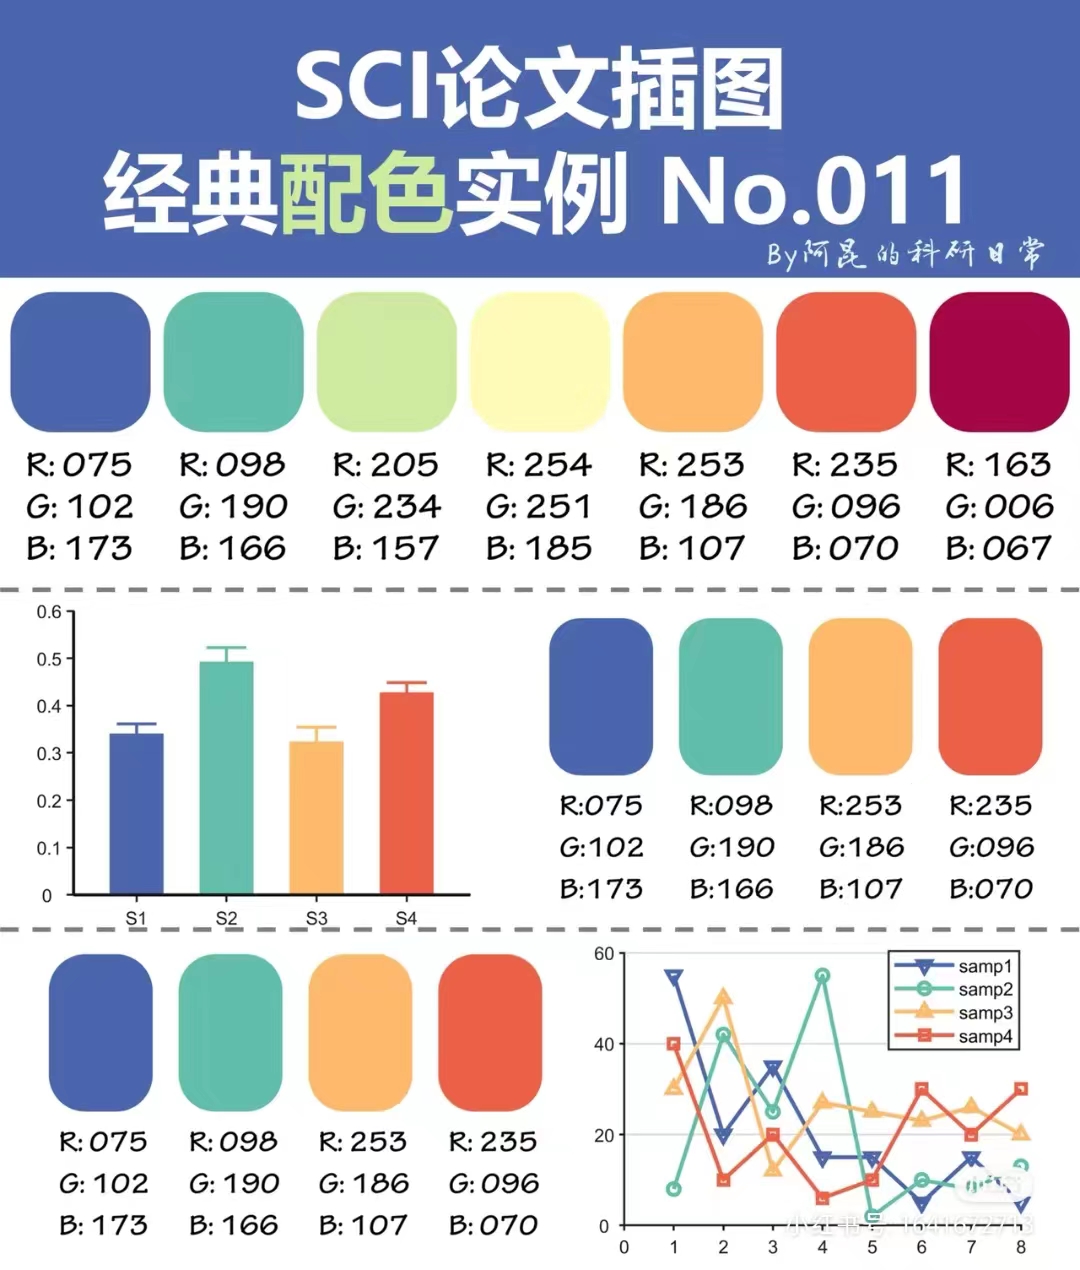 SCI论文插图
经典配色实例 No.011
By阿昆的科研日常
R: 075 R: 098 R: 205 R: 254 R: 253 R: 235 R: 163
G: 102 G: 190 G: 234 G: 251 G: 186 G: 096 G: 006
B: 173 B: 166 B: 157 B: 185 B: 107 B: 070 B: 067
0.6
0.5
0.4
0.3
0.2
0.1
0
S1 S2 S3 S4
R:075 R:098 R:253 R:235
G:102 G:190 G:186 G:096
B:173 B:166 B:107 B:070
R: 075 R: 098 R: 253 R: 235
G: 102 G: 190 G: 186 G: 096
B: 173 B: 166 B: 107 B: 070
60
40
20
0
samp1
samp2
samp3
samp4
0 1 2 3 4 5 6 7 8
小红书号: 1641672713